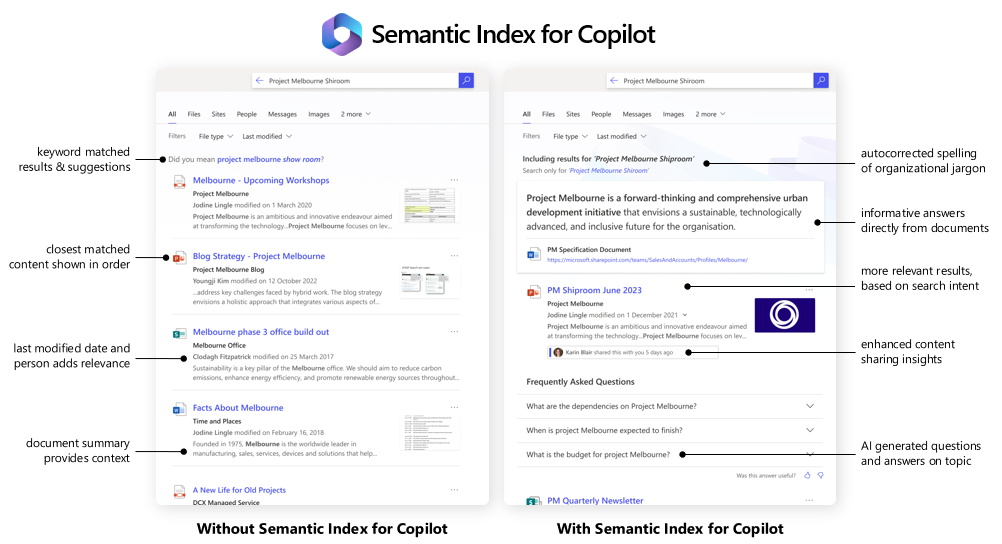 Semantic Index for Copilot
Project Melbourne Shiroom
All Files Sites People Messages Images 2 more
Filters File type Last modified
Did you mean project melbourne show room?
Melbourne - Upcoming Workshops
Project Melbourne
Jodine Lingle modified on 1 March 2020
Project Melbourne is an ambitious and innovative endeavour aimed
at transforming the technology...Project Melbourne focuses on lev...
Blog Strategy - Project Melbourne
Project Melbourne Blog
Youngji Kim modified on 12 October 2022
...address key challenges faced by hybrid work. The blog strategy
envisions a holistic approach that integrates various aspects of...
Melbourne phase 3 office build out
Melbourne Office
Clodagh Fitzpatrick modified on 25 March 2017
Sustainability is a key pillar of the Melbourne office. We should aim to reduce carbon
emissions, enhance energy efficiency, and promote renewable energy sources throughout...
Facts About Melbourne
Time and Places
Jodine Lingle modified on February 16, 2018
Founded in 1975, Melbourne is the worldwide leader in
manufacturing, sales, services, devices and solutions that help...
A New Life for Old Projects
DCX Managed Service
keyword matched
results & suggestions
closest matched
content shown in order
last modified date and
person adds relevance
document summary
provides context
Without Semantic Index for Copilot
Project Melbourne Shiroom
All Files Sites People Messages Images 2 more
Filters File type Last modified
Including results for 'Project Melbourne Shiproom'
Search only for 'Project Melbourne Shiroom'
Project Melbourne is a forward-thinking and comprehensive urban
development initiative that envisions a sustainable, technologically
advanced, and inclusive future for the organisation.
PM Specification Document
https://microsoft.sharepoint.com/teams/SalesAndAccounts/Profiles/Melbourne/
PM Shiproom June 2023
Project Melbourne
Jodine Lingle modified on 1 December 2021
Project Melbourne is an ambitious and innovative endeavour aimed
at transforming the technology...Project Melbourne focuses on lev...
Karin Blair shared this with you 5 days ago
Frequently Asked Questions
What are the dependencies on Project Melbourne?
When is project Melbourne expected to finish?
What is the budget for project Melbourne?
Was this answer useful?
PM Quarterly Newsletter
autocorrected spelling
of organizational jargon
informative answers
directly from documents
more relevant results,
based on search intent
enhanced content
sharing insights
AI generated questions
and answers on topic
With Semantic Index for Copilot